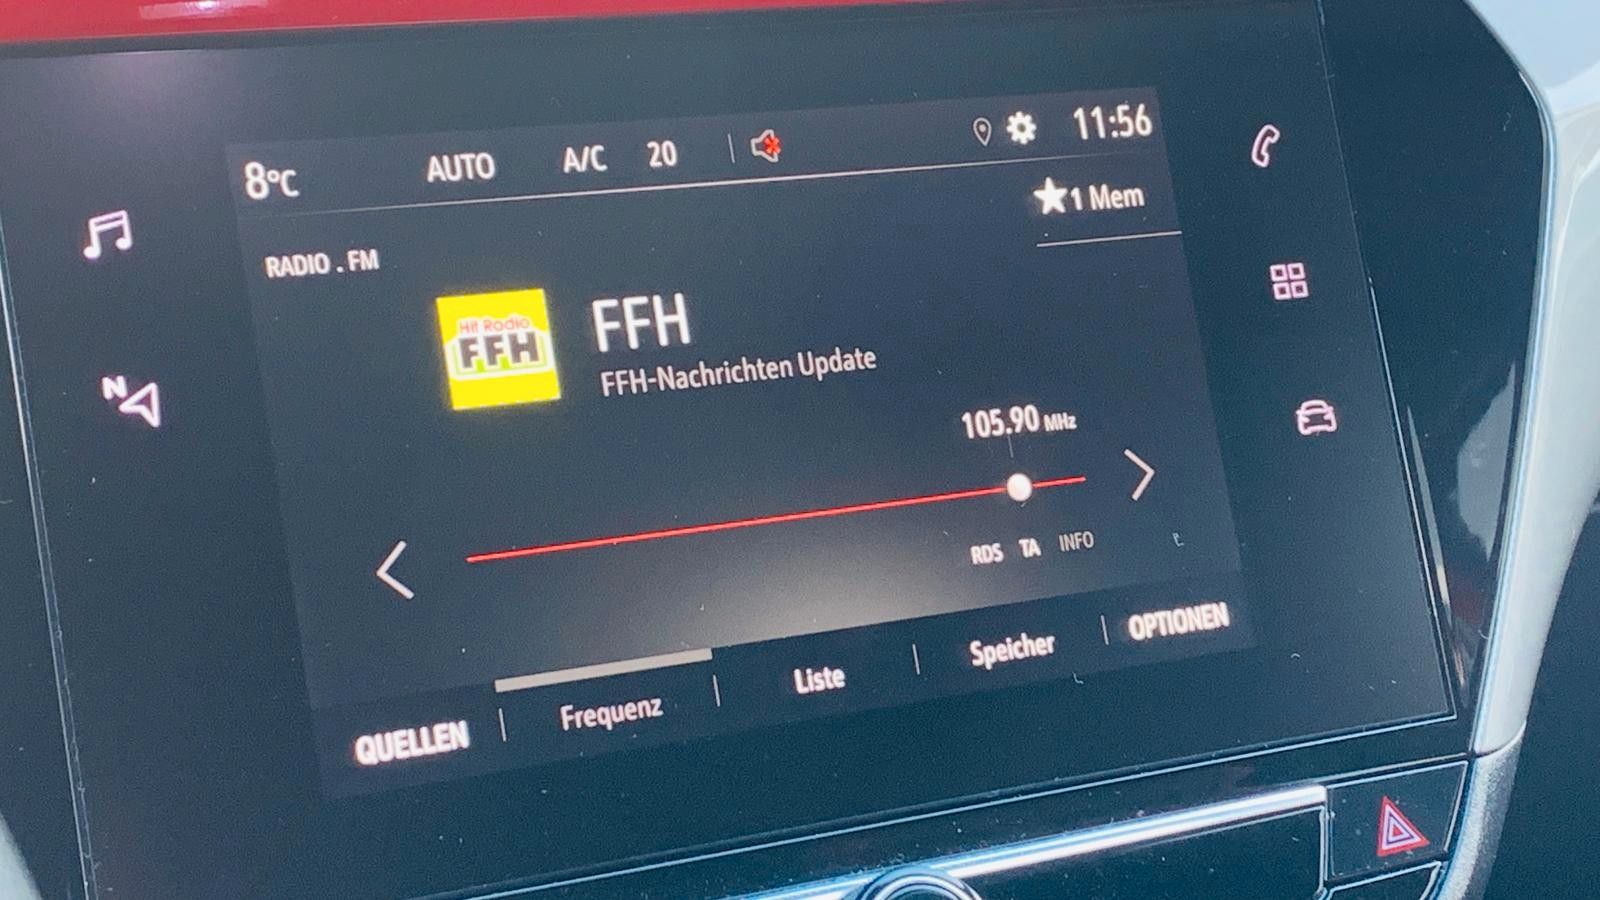 8°C AUTO A/C 20 11:56
1 Mem
RADIO . FM
Hit Radio
FFH
FFH
FFH-Nachrichten Update
N
105.90 MHz
RDS TA INFO
QUELLEN Frequenz Liste Speicher OPTIONEN